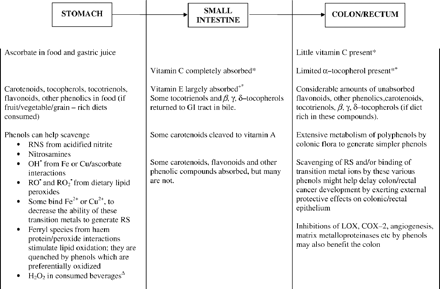 STOMACH
SMALL
INTESTINE
COLON/RECTUM
Ascorbate in food and gastric juice
Carotenoids, tocopherols, tocotrienols,
flavonoids, other phenolics in food (if
fruit/vegetable/grain – rich diets
consumed)
Phenols can help scavenge
• RNS from acidified nitrite
• Nitrosamines
• OH• from Fe or Cu/ascorbate
interactions
• RO• and RO₂• from dietary lipid
peroxides
• Some bind Fe²⁺ or Cu²⁺, to
decrease the ability of these
transition metals to generate RS
• Ferryl species from haem
protein/peroxide interactions
stimulate lipid oxidation; they are
quenched by phenols which are
preferentially oxidized
• H₂O₂ in consumed beveragesΔ
Vitamin C completely absorbed*
Vitamin E largely absorbed+*
Some tocotrienols and β, γ, δ–tocopherols
returned to GI tract in bile.
Some carotenoids cleaved to vitamin A
Some carotenoids, flavonoids and other
phenolic compounds absorbed, but many
are not.
Little vitamin C present*
Limited α–tocopherol present+*
Considerable amounts of unabsorbed
flavonoids, other phenolics,carotenoids,
tocotrienols, β, γ, δ–tocopherols (if diet
rich in these compounds).
Extensive metabolism of polyphenols by
colonic flora to generate simpler phenols
Scavenging of RS and/or binding of
transition metal ions by these various
phenols might help delay colon/rectal
cancer development by exerting external
protective effects on colonic/rectal
epithelium
Inhibitions of LOX, COX–2, angiogenesis,
matrix metalloproteinases etc by phenols
may also benefit the colon